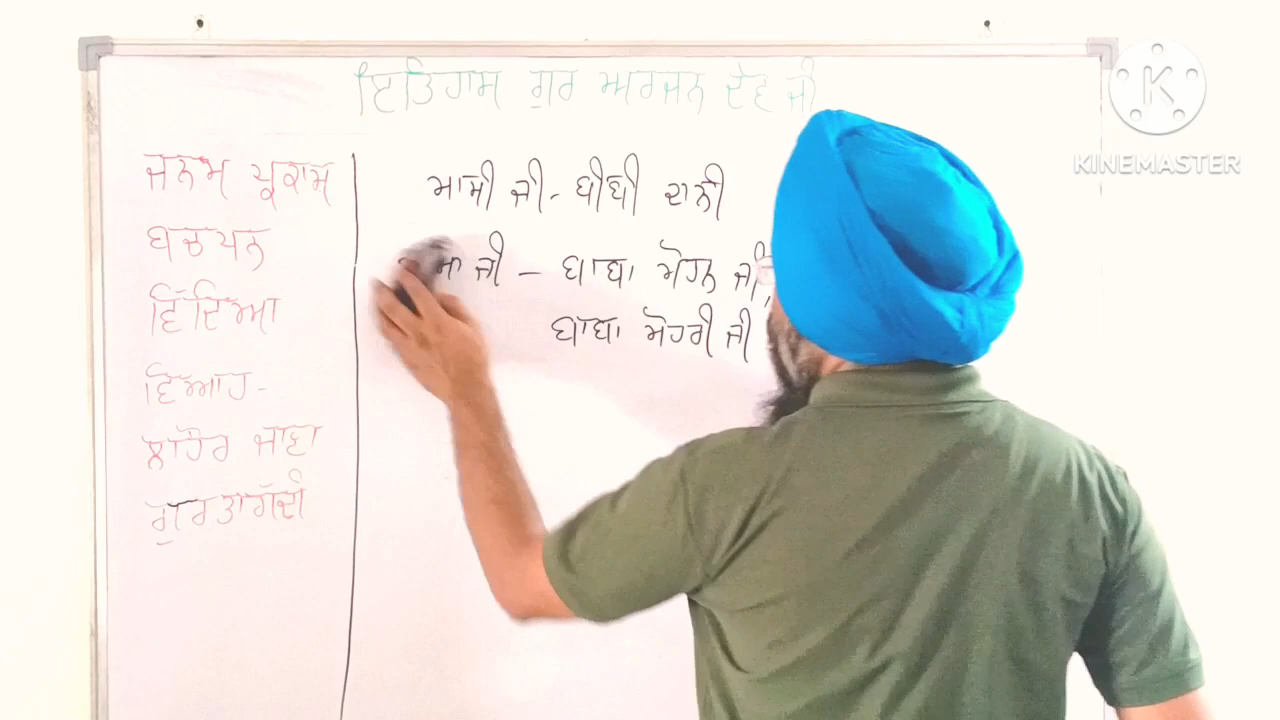 ਇਤਿਹਾਸ ਗੁਰ ਅਰਜਨ ਦੇਵ ਜੀ
ਜਨਮ ਪ੍ਰਕਾਸ਼
ਬਚਪਨ
ਵਿੱਦਿਆ
ਵਿਆਹ -
ਲਾਹੌਰ ਜਾਣਾ
ਗੁਰਤਾਗੱਦੀ
ਮਾਸੀ ਜੀ - ਬੀਬੀ ਦਾਨੀ
ਜੀ - ਬਾਬਾ ਮੋਹਨ ਜੀ,
ਬਾਬਾ ਮੋਹਰੀ ਜੀ
K
KINEMASTER